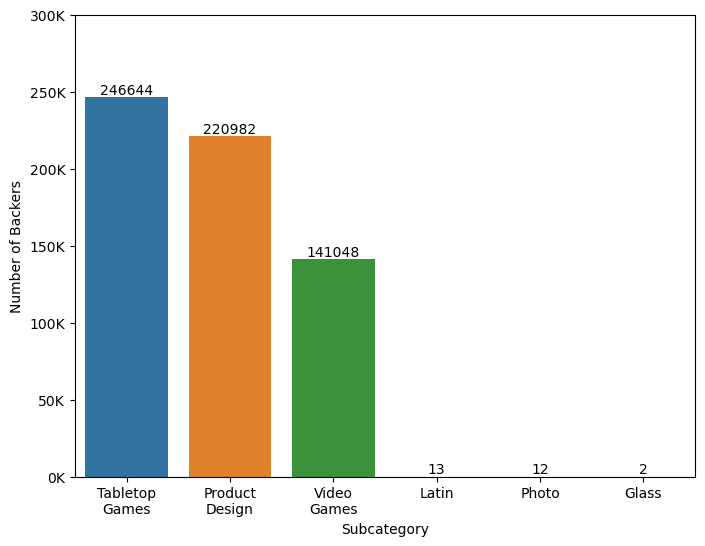 300K
250K
200K
150K
100K
50K
0K
Number of Backers
246644
220982
141048
13
12
2
Tabletop
Games
Product
Design
Video
Games
Latin
Photo
Glass
Subcategory